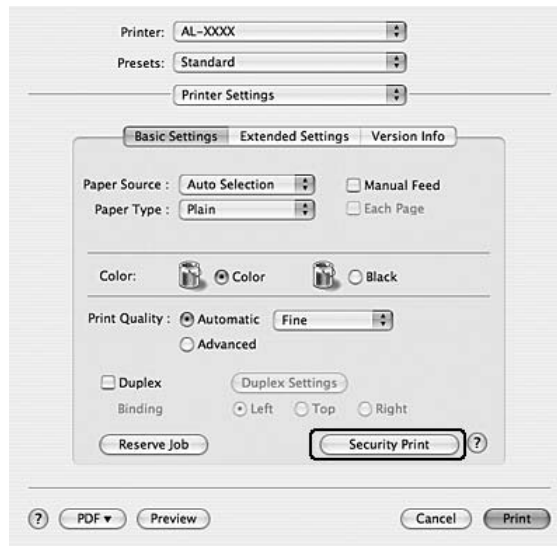 Printer: AL-XXXX
Presets: Standard
Printer Settings
Basic Settings Extended Settings Version Info
Paper Source : Auto Selection Manual Feed
Paper Type : Plain Each Page
Color: Color Black
Print Quality : Automatic Fine
Advanced
Duplex Duplex Settings
Binding Left Top Right
Reserve Job Security Print ?
? PDF ▼ Preview Cancel Print